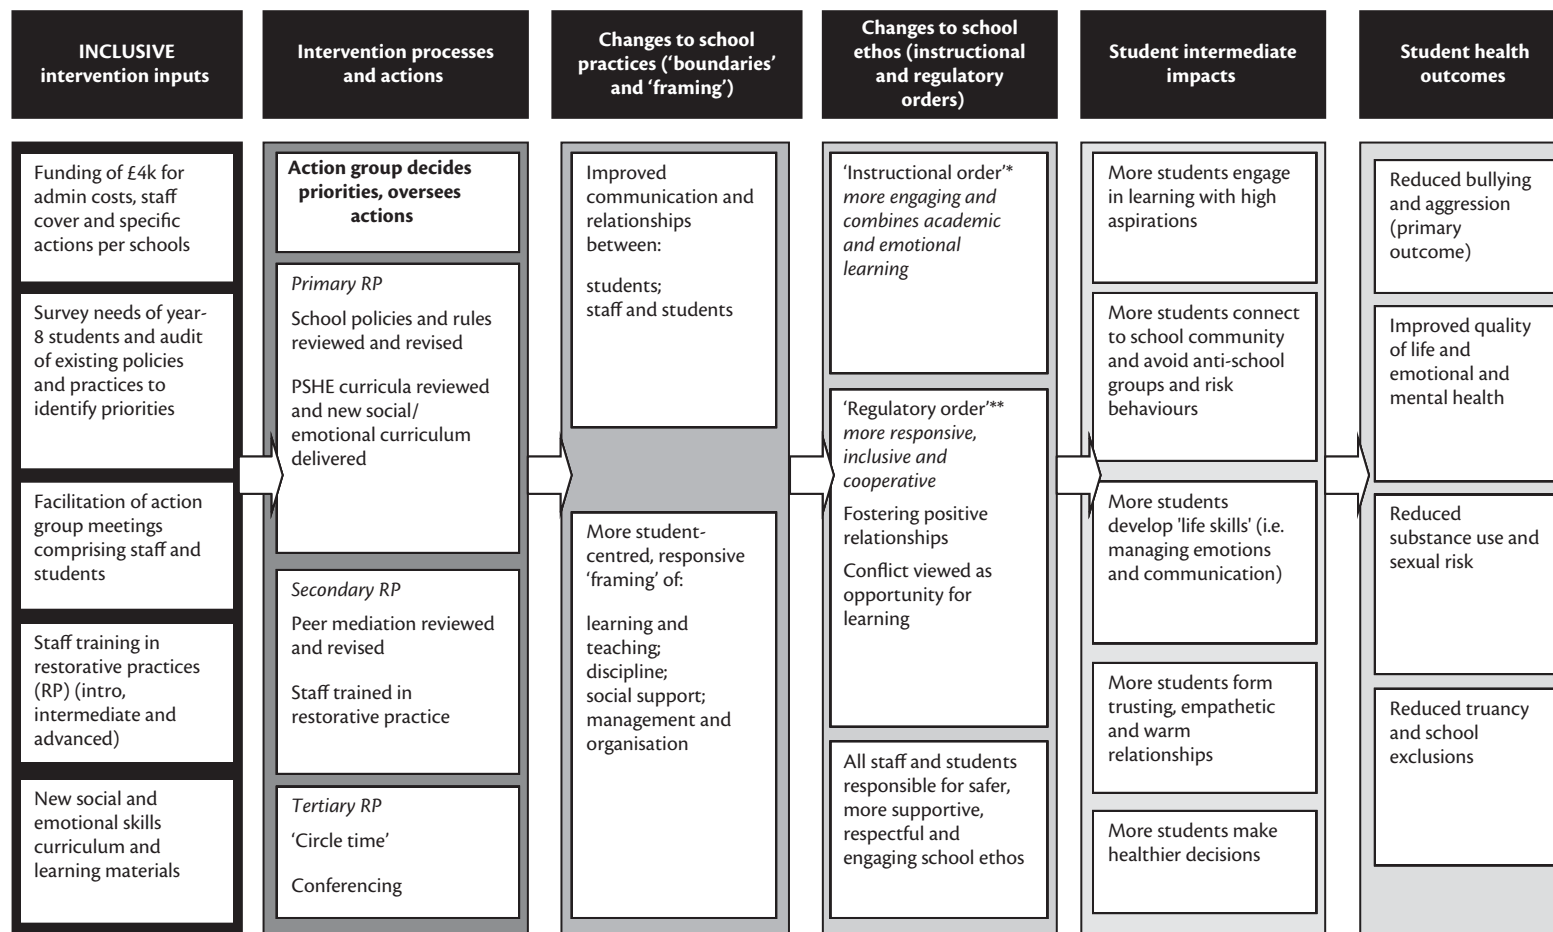 INCLUSIVE
intervention inputs
Intervention processes
and actions
Changes to school
practices (‘boundaries’
and ‘framing’)
Changes to school
ethos (instructional
and regulatory
orders)
Student intermediate
impacts
Student health
outcomes
Funding of £4k for
admin costs, staff
cover and specific
actions per schools
Survey needs of year-
8 students and audit
of existing policies
and practices to
identify priorities
Facilitation of action
group meetings
comprising staff and
students
Staff training in
restorative practices
(RP) (intro,
intermediate and
advanced)
New social and
emotional skills
curriculum and
learning materials
Action group decides
priorities, oversees
actions
Primary RP
School policies and rules
reviewed and revised
PSHE curricula reviewed
and new social/
emotional curriculum
delivered
Secondary RP
Peer mediation reviewed
and revised
Staff trained in
restorative practice
Tertiary RP
‘Circle time’
Conferencing
Improved
communication and
relationships
between:
students;
staff and students
More student-
centred, responsive
‘framing’ of:
learning and
teaching;
discipline;
social support;
management and
organisation
‘Instructional order’*
more engaging and
combines academic
and emotional
learning
‘Regulatory order’**
more responsive,
inclusive and
cooperative
Fostering positive
relationships
Conflict viewed as
opportunity for
learning
All staff and students
responsible for safer,
more supportive,
respectful and
engaging school ethos
More students engage
in learning with high
aspirations
More students connect
to school community
and avoid anti-school
groups and risk
behaviours
More students
develop 'life skills' (i.e.
managing emotions
and communication)
More students form
trusting, empathetic
and warm
relationships
More students make
healthier decisions
Reduced bullying
and aggression
(primary
outcome)
Improved quality
of life and
emotional and
mental health
Reduced
substance use and
sexual risk
Reduced truancy
and school
exclusions